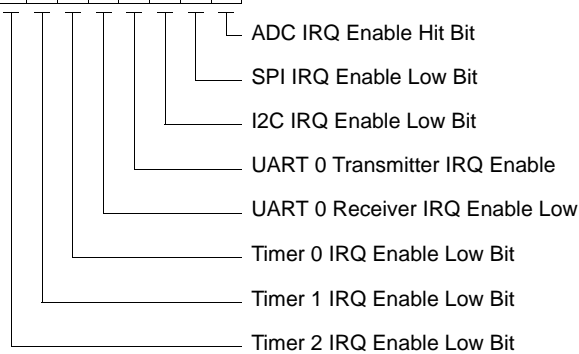 ADC IRQ Enable Hit Bit
SPI IRQ Enable Low Bit
I2C IRQ Enable Low Bit
UART 0 Transmitter IRQ Enable
UART 0 Receiver IRQ Enable Low
Timer 0 IRQ Enable Low Bit
Timer 1 IRQ Enable Low Bit
Timer 2 IRQ Enable Low Bit